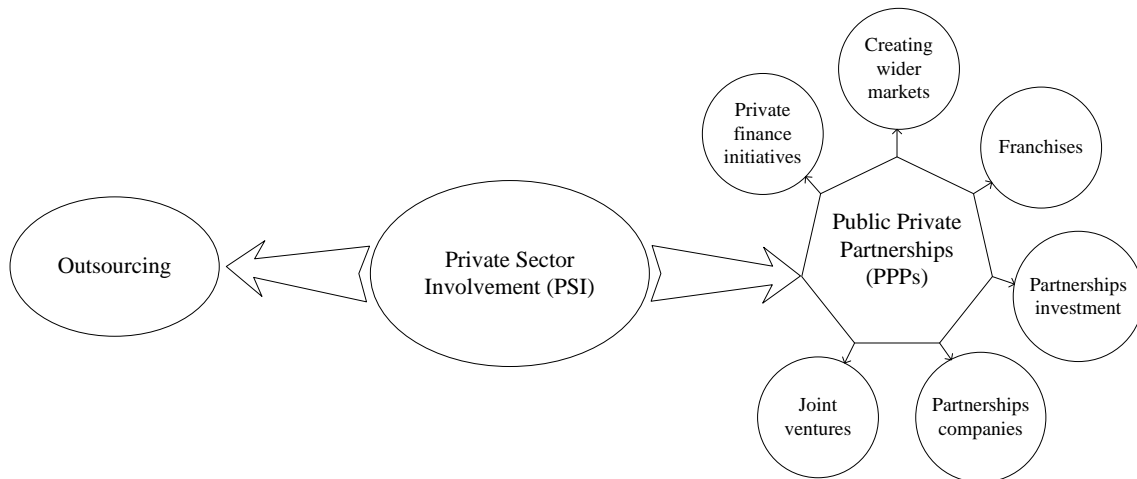 Creating
wider
markets
Private
finance
initiatives
Franchises
Public Private
Partnerships
(PPPs)
Outsourcing
Private Sector
Involvement (PSI)
Partnerships
investment
Joint
ventures
Partnerships
companies